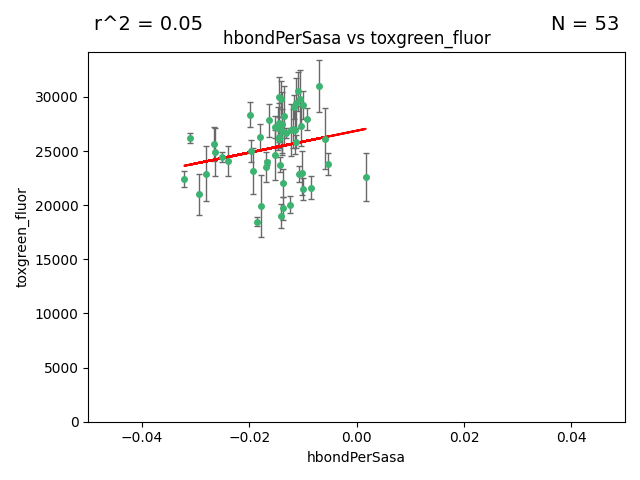 r^2 = 0.05
N = 53
hbondPerSasa vs toxgreen_fluor
30000
25000
20000
15000
10000
5000
0
toxgreen_fluor
−0.04
−0.02
0.00
0.02
0.04
hbondPerSasa